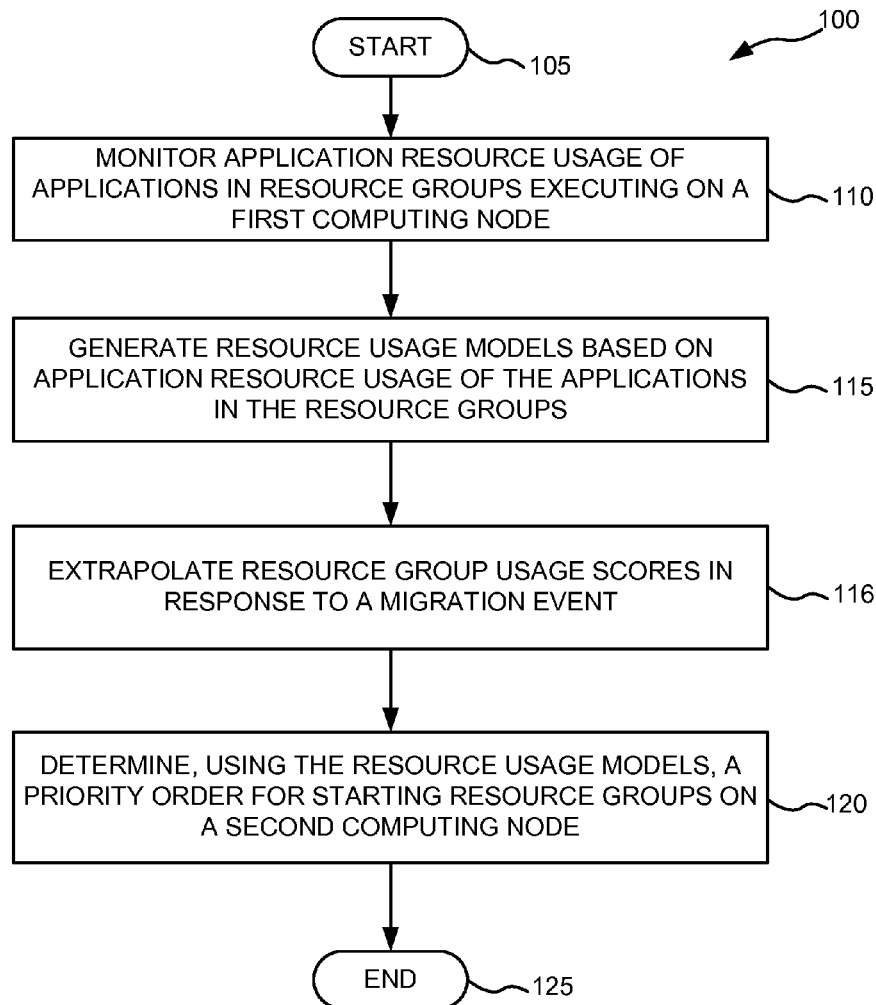 100
START
105
MONITOR APPLICATION RESOURCE USAGE OF
APPLICATIONS IN RESOURCE GROUPS EXECUTING ON A
FIRST COMPUTING NODE
110
GENERATE RESOURCE USAGE MODELS BASED ON
APPLICATION RESOURCE USAGE OF THE APPLICATIONS
IN THE RESOURCE GROUPS
115
EXTRAPOLATE RESOURCE GROUP USAGE SCORES IN
RESPONSE TO A MIGRATION EVENT
116
DETERMINE, USING THE RESOURCE USAGE MODELS, A
PRIORITY ORDER FOR STARTING RESOURCE GROUPS ON
A SECOND COMPUTING NODE
120
END
125